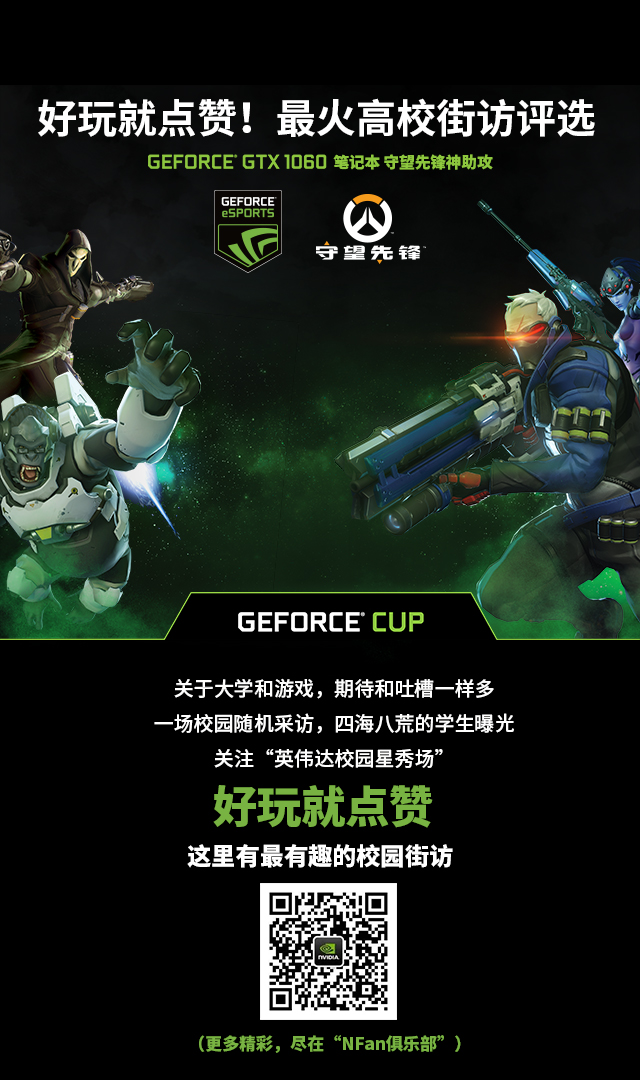 好玩就点赞！最火高校街访评选
GEFORCE® GTX 1060 笔记本 守望先锋神助攻
GEFORCE®
eSPORTS
守望先锋™
GEFORCE® CUP
关于大学和游戏，期待和吐槽一样多
一场校园随机采访，四海八荒的学生曝光
关注“英伟达校园星秀场”
好玩就点赞
这里有最有趣的校园街访
NVIDIA
（更多精彩，尽在“NFan俱乐部”）